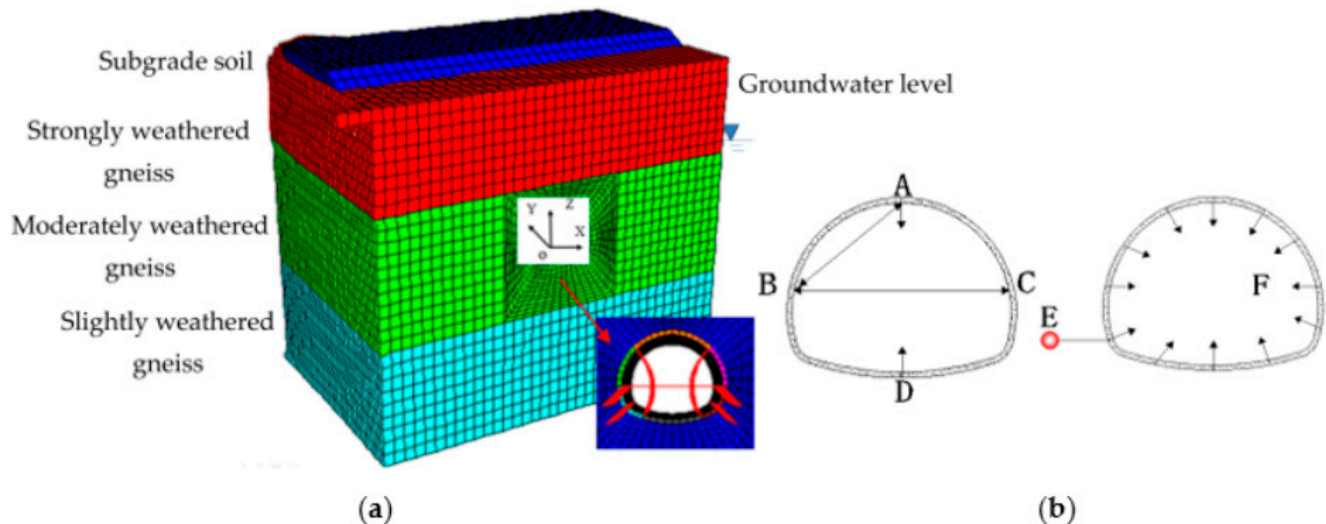 Subgrade soil
Groundwater level
Strongly weathered
gneiss
Moderately weathered
gneiss
Slightly weathered
gneiss
Y
Z
X
o
A
B
C
D
E
F
(a)
(b)